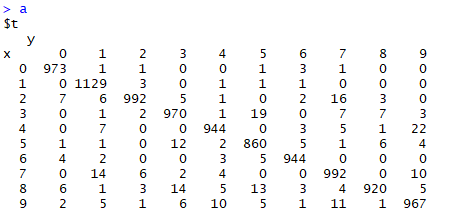 > a
$t
y
x 0 1 2 3 4 5 6 7 8 9
0 973 1 1 0 0 1 3 1 0 0
1 0 1129 3 0 1 1 1 0 0 0
2 7 6 992 5 1 0 2 16 3 0
3 0 1 2 970 1 19 0 7 7 3
4 0 7 0 0 944 0 3 5 1 22
5 1 1 0 12 2 860 5 1 6 4
6 4 2 0 0 3 5 944 0 0 0
7 0 14 6 2 4 0 0 992 0 10
8 6 1 3 14 5 13 3 4 920 5
9 2 5 1 6 10 5 1 11 1 967